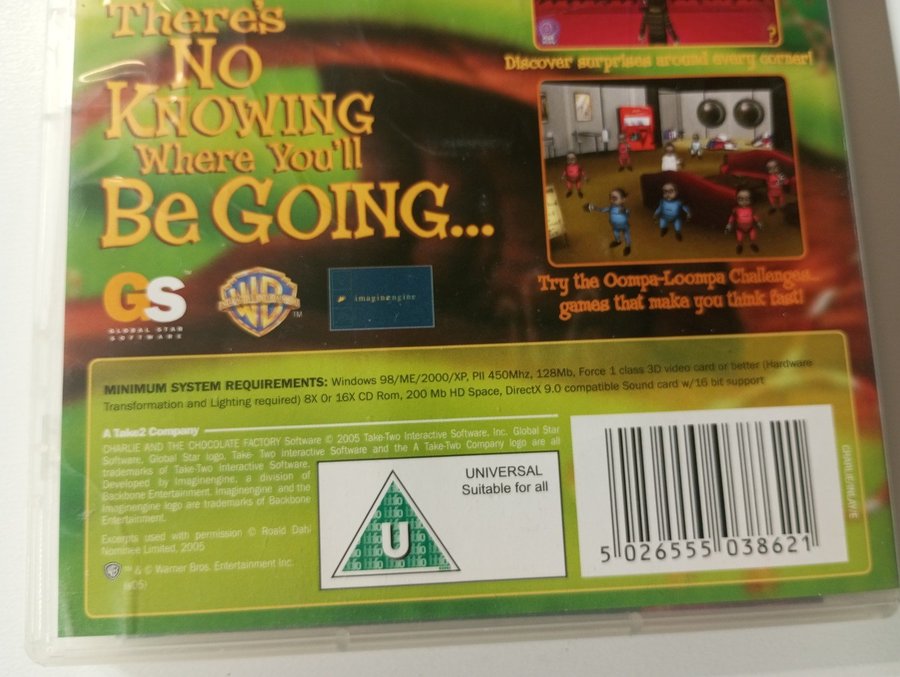 There's
No
Knowing
Where You'll
Be Going...
Discover surprises around every corner!
Try the Oompa-Loompa Challenges
games that make you think fast!
GS
GLOBAL STAR
SOFTWARE
WB
TM
imaginengine
MINIMUM SYSTEM REQUIREMENTS: Windows 98/ME/2000/XP, PII 450Mhz, 128Mb, Force 1 class 3D video card or better (Hardware
Transformation and Lighting required) 8X Or 16X CD Rom, 200 Mb HD Space, DirectX 9.0 compatible Sound card w/16 bit support
A Take2 Company
CHARLIE AND THE CHOCOLATE FACTORY Software © 2005 Take-Two Interactive Software, Inc. Global Star
Software, Global Star logo, Take- Two interactive Software and the A Take-Two Company logo are all
trademarks of Take-Two Interactive Software.
Developed by Imaginengine, a division of
Backbone Entertainment. Imaginengine and the
Imaginengine logo are trademarks of Backbone
Entertainment.
Excerpts used with permission © Roald Dahl
Nominee Limited, 2005
™ & © Warner Bros. Entertainment Inc.
(s05)
U
UNIVERSAL
Suitable for all
5 026555 038621